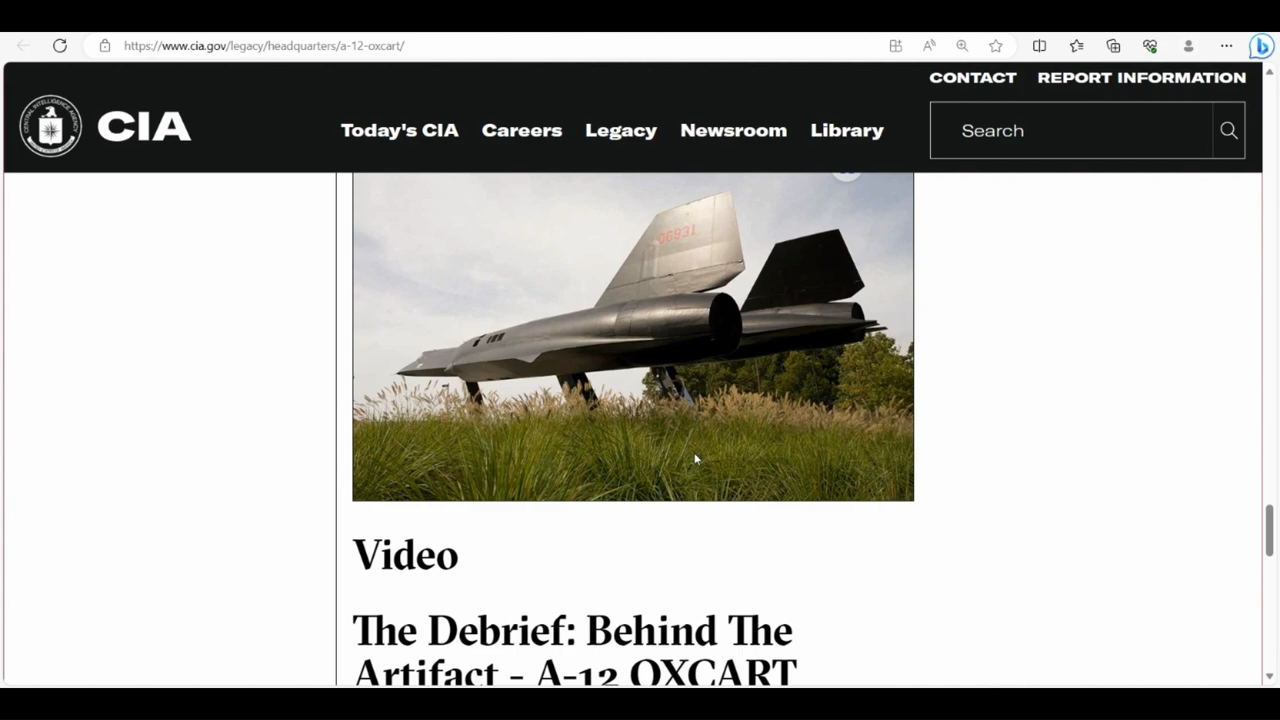 https://www.cia.gov/legacy/headquarters/a-12-oxcart/
CONTACT REPORT INFORMATION
CIA
Today's CIA Careers Legacy Newsroom Library
Search
06931
Video
The Debrief: Behind The
Artifact - A-12 OXCART